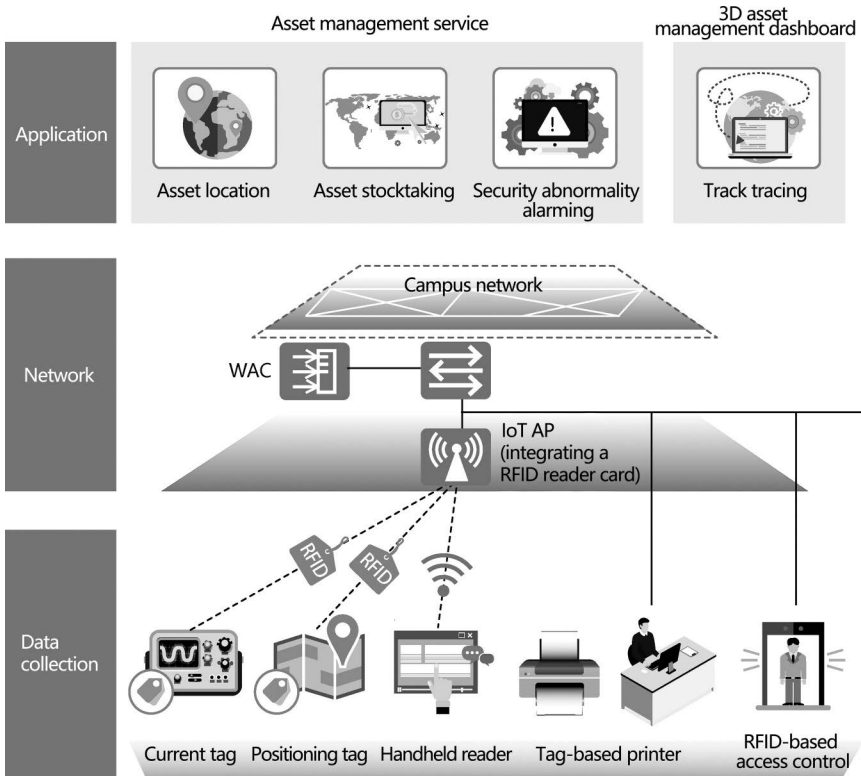 Asset management service
3D asset
management dashboard
Application
Asset location
Asset stocktaking
Security abnormality
alarming
Track tracing
Network
Campus network
WAC
IoT AP
(integrating a
RFID reader card)
RFID
RFID
Data
collection
Current tag
Positioning tag
Handheld reader
Tag-based printer
RFID-based
access control